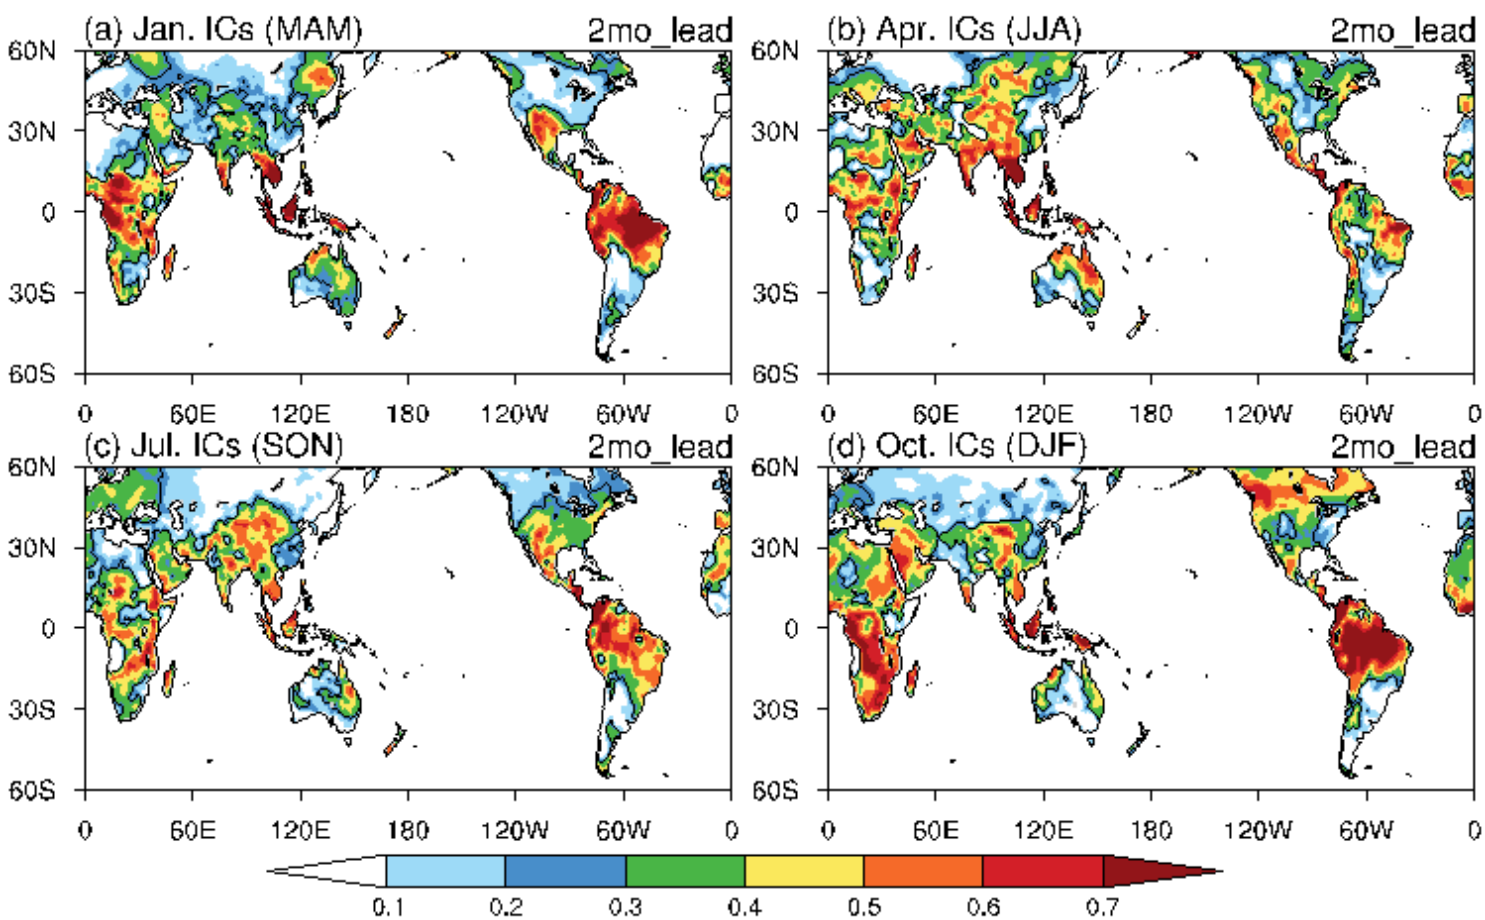 (a) Jan. ICs (MAM) 2mo_lead (b) Apr. ICs (JJA) 2mo_lead
60N 60N
30N 30N
0 0
30S 30S
60S 60S
0 60E 120E 180 120W 60W 0 0 60E 120E 180 120W 60W 0
(c) Jul. ICs (SON) 2mo_lead (d) Oct. ICs (DJF) 2mo_lead
60N 60N
30N 30N
0 0
30S 30S
60S 60S
0 60E 120E 180 120W 60W 0 0 60E 120E 180 120W 60W 0
0.1 0.2 0.3 0.4 0.5 0.6 0.7